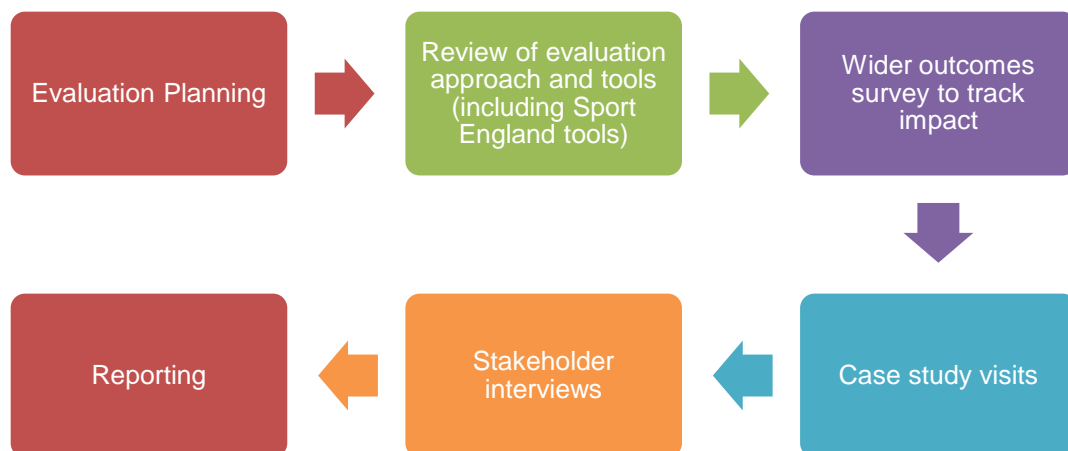 Evaluation Planning
Review of evaluation
approach and tools
(including Sport
England tools)
Wider outcomes
survey to track
impact
Case study visits
Stakeholder
interviews
Reporting